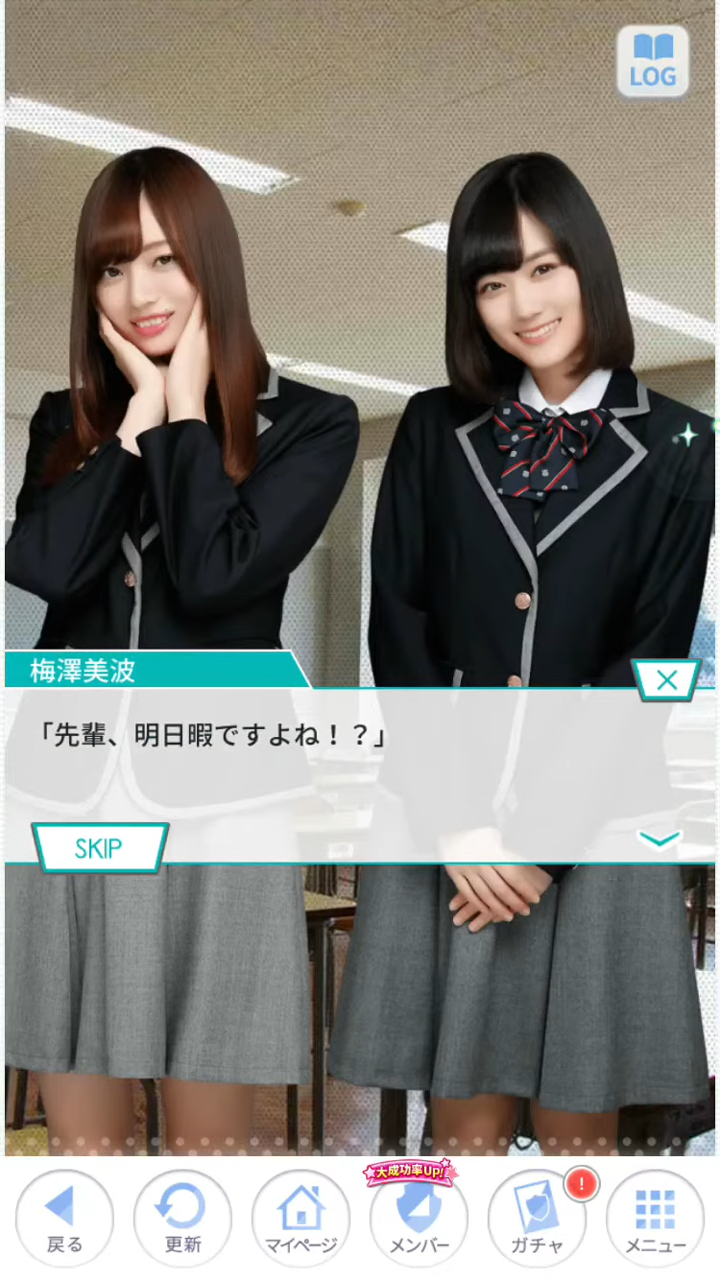 LOG
梅澤美波
「先輩、明日暇ですよね！？」
SKIP
大成功率Up!
戻る
更新
マイページ
メンバー
ガチャ
!
メニュー